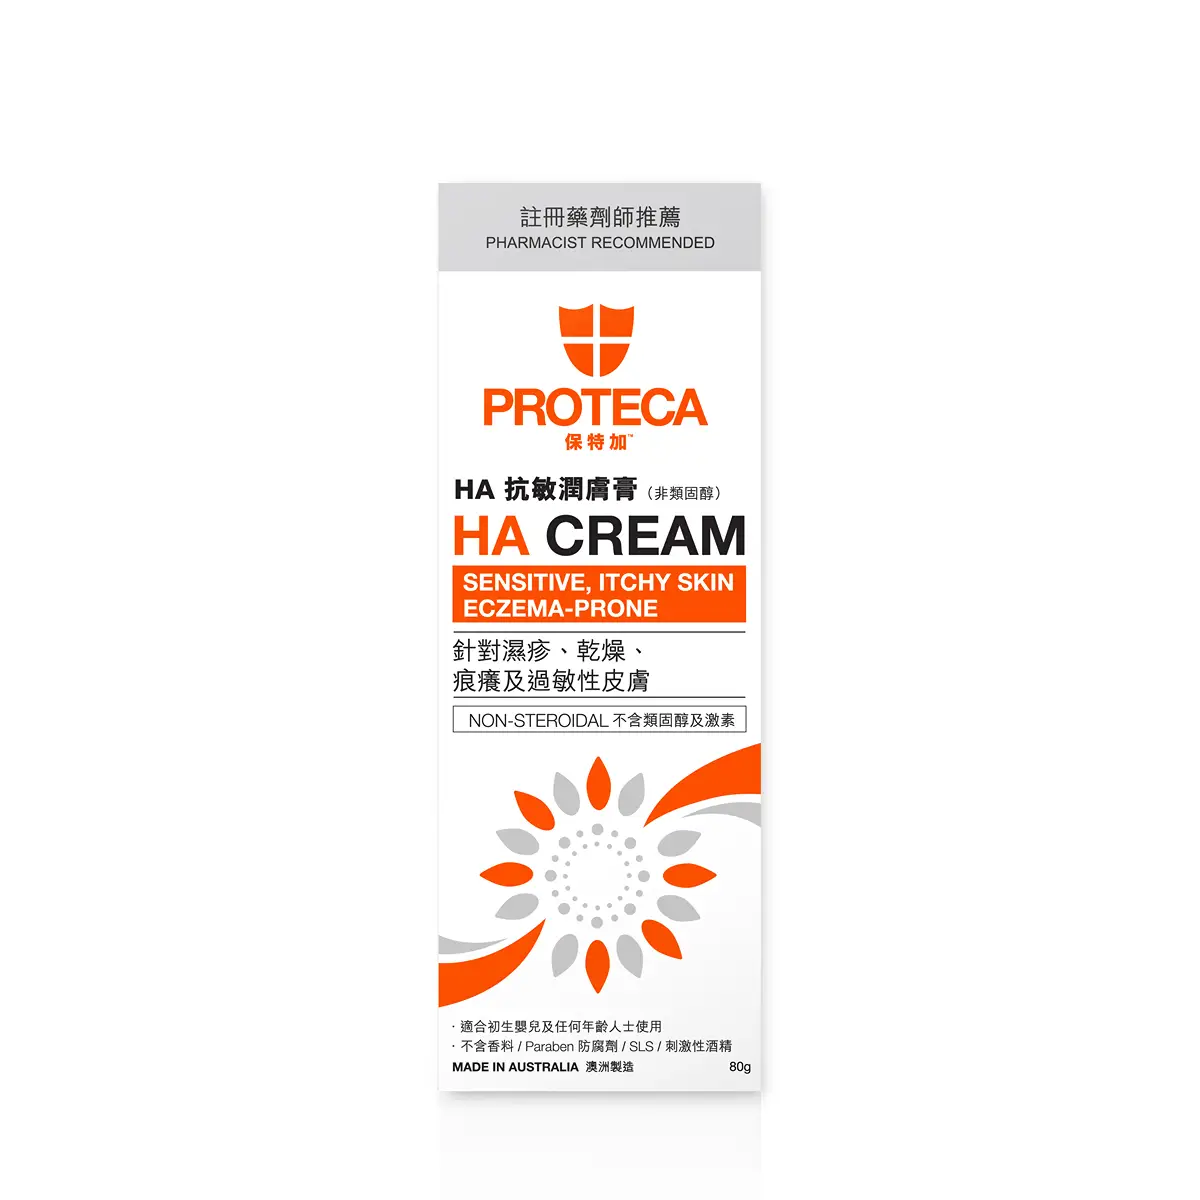 註冊藥劑師推薦
PHARMACIST RECOMMENDED
PROTECA
保特加™
HA 抗敏潤膚膏（非類固醇）
HA CREAM
SENSITIVE, ITCHY SKIN
ECZEMA-PRONE
針對濕疹、乾燥、
痕癢及過敏性皮膚
NON-STEROIDAL 不含類固醇及激素
· 適合初生嬰兒及任何年齡人士使用
· 不含香料 / Paraben 防腐劑 / SLS / 刺激性酒精
MADE IN AUSTRALIA 澳洲製造 80g